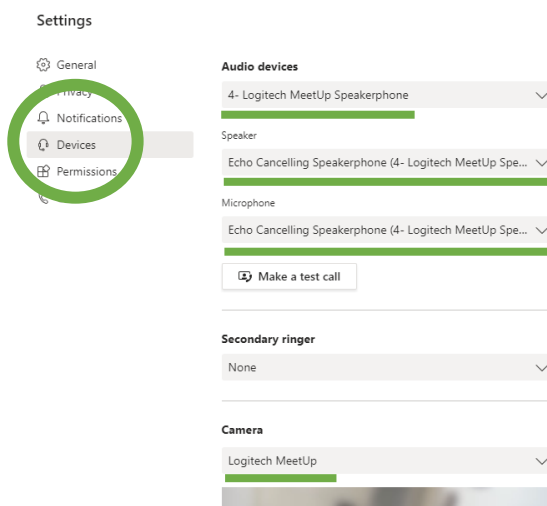 Settings
General
Privacy
Notifications
Devices
Permissions
Audio devices
4- Logitech MeetUp Speakerphone
Speaker
Echo Cancelling Speakerphone (4- Logitech MeetUp Spe...
Microphone
Echo Cancelling Speakerphone (4- Logitech MeetUp Spe...
Make a test call
Secondary ringer
None
Camera
Logitech MeetUp